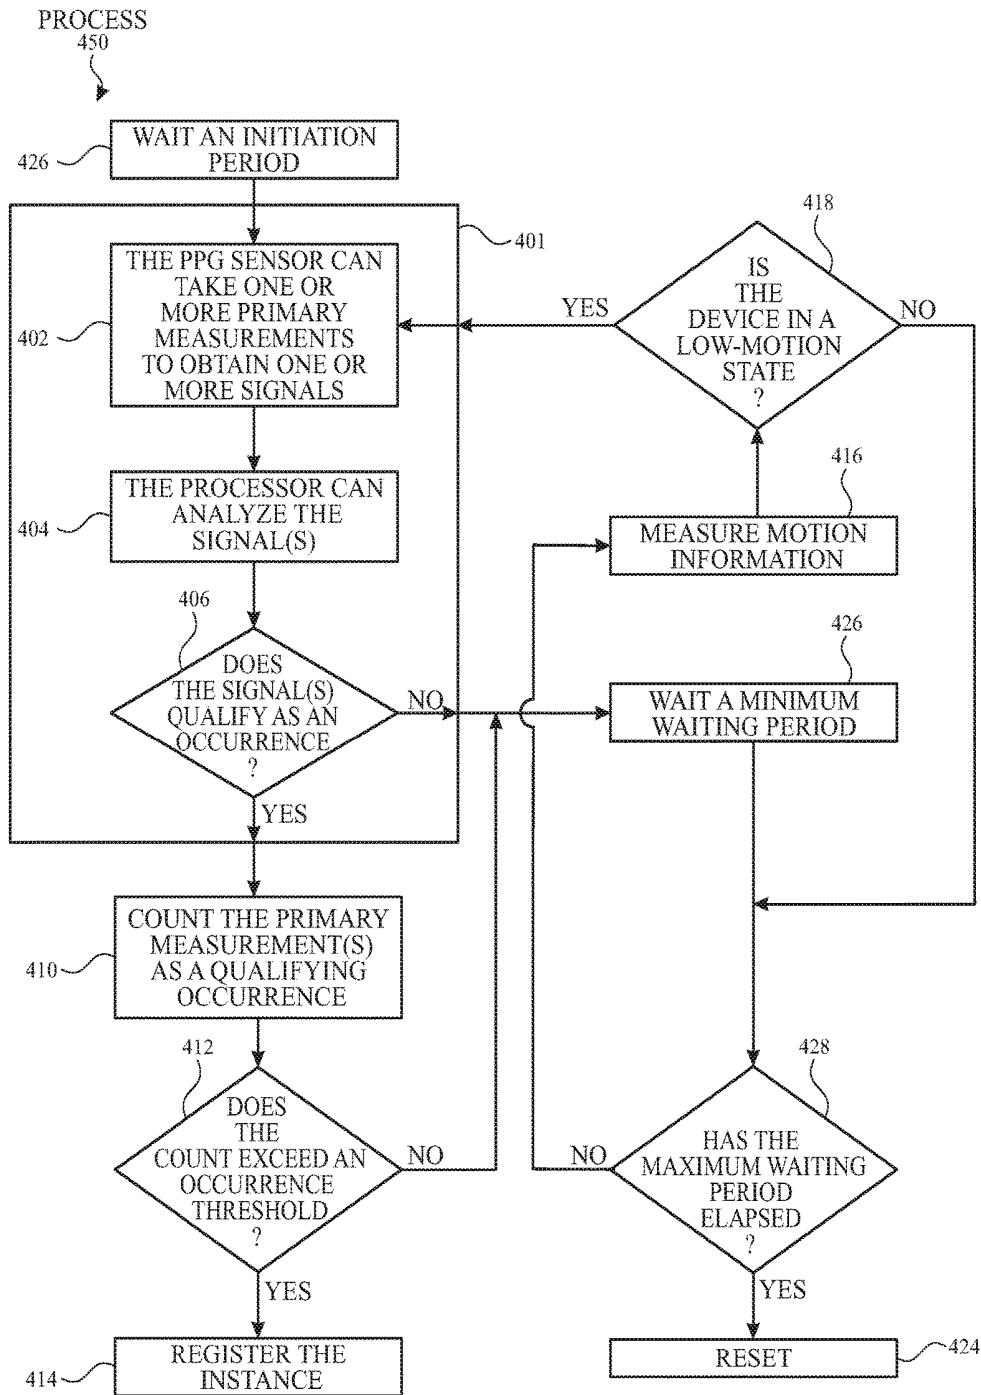 PROCESS
450
WAIT AN INITIATION
PERIOD
426
401
THE PPG SENSOR CAN
TAKE ONE OR
MORE PRIMARY
MEASUREMENTS
TO OBTAIN ONE OR
MORE SIGNALS
402
THE PROCESSOR CAN
ANALYZE THE
SIGNAL(S)
404
406
DOES
THE SIGNAL(S)
QUALIFY AS AN
OCCURRENCE
?
NO
YES
COUNT THE PRIMARY
MEASUREMENT(S)
AS A QUALIFYING
OCCURRENCE
410
412
DOES
THE
COUNT EXCEED AN
OCCURRENCE
THRESHOLD
?
NO
YES
REGISTER THE
INSTANCE
414
418
IS
THE
DEVICE IN A
LOW-MOTION
STATE
?
YES
NO
416
MEASURE MOTION
INFORMATION
426
WAIT A MINIMUM
WAITING PERIOD
428
HAS THE
MAXIMUM WAITING
PERIOD
ELAPSED
?
NO
YES
RESET
424